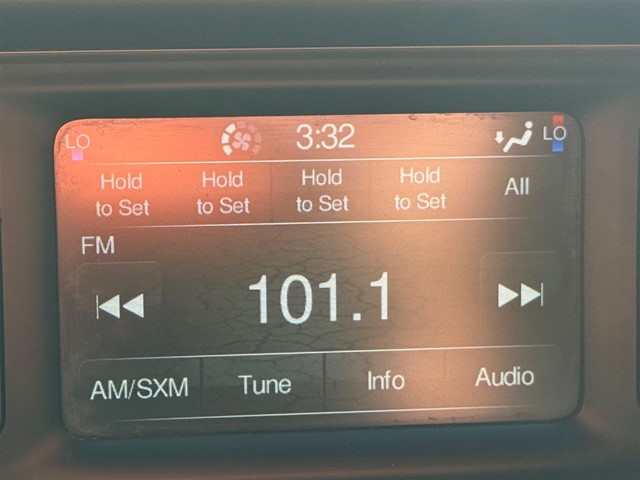 LO 3:32 LO
Hold Hold Hold Hold All
to Set to Set to Set to Set
FM
101.1
AM/SXM Tune Info Audio